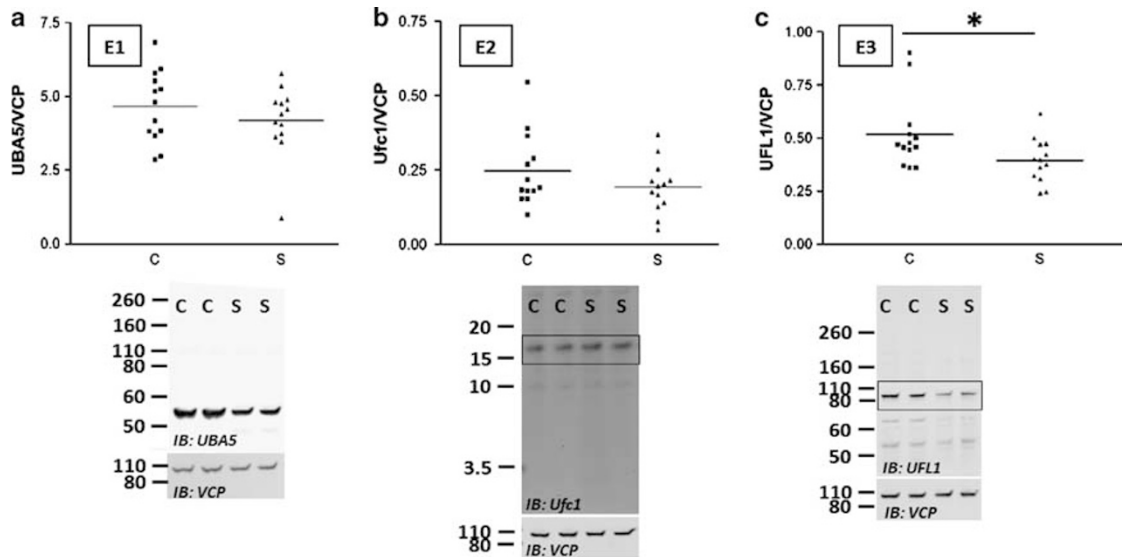 a
E1
UBA5/VCP
7.5
5.0
2.5
0.0
C S
260
160
110
80
60
50
C C S S
IB: UBA5
110
80
IB: VCP
b
E2
Ufc1/VCP
0.75
0.50
0.25
0.00
C S
20
15
10
3.5
C C S S
IB: Ufc1
110
80
IB: VCP
c
E3
*
UFL1/VCP
1.00
0.75
0.50
0.25
0.00
C S
260
160
110
80
60
50
C C S S
IB: UFL1
110
80
IB: VCP